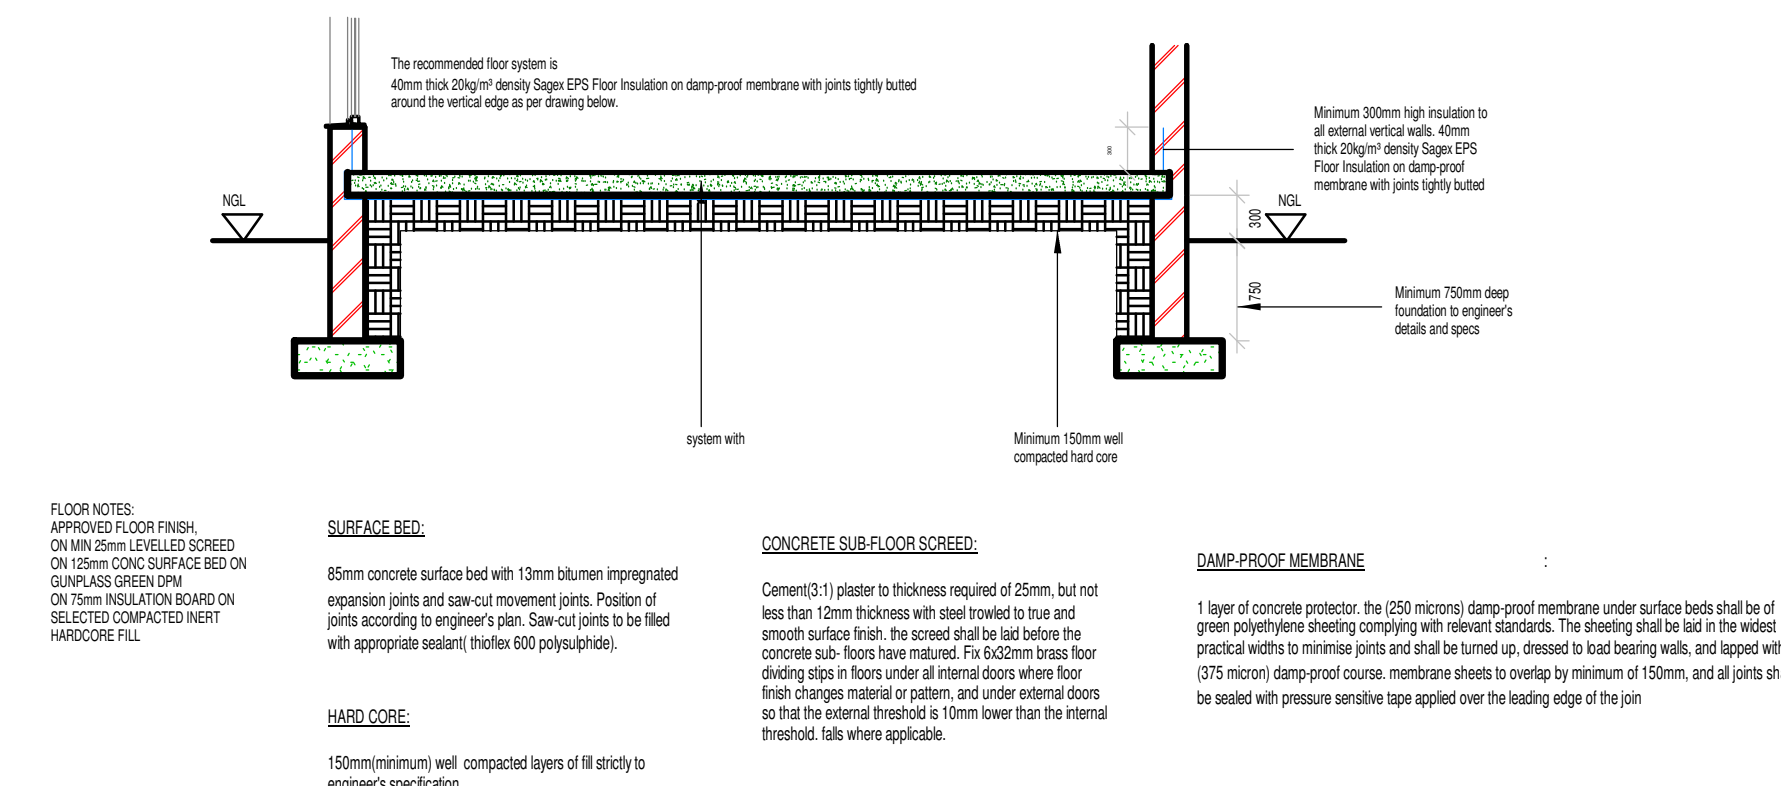 The recommended floor system is
40mm thick 20kg/m³ density Sagex EPS Floor Insulation on damp-proof membrane with joints tightly butted
around the vertical edge as per drawing below.
Minimum 300mm high insulation to
all external vertical walls. 40mm
thick 20kg/m³ density Sagex EPS
Floor Insulation on damp-proof
membrane with joints tightly butted
300
NGL
NGL
300
750
Minimum 750mm deep
foundation to engineer's
details and specs
system with
Minimum 150mm well
compacted hard core
FLOOR NOTES:
APPROVED FLOOR FINISH,
ON MIN 25mm LEVELLED SCREED
ON 125mm CONC SURFACE BED ON
GUNPLASS GREEN DPM
ON 75mm INSULATION BOARD ON
SELECTED COMPACTED INERT
HARDCORE FILL
SURFACE BED:
85mm concrete surface bed with 13mm bitumen impregnated
expansion joints and saw-cut movement joints. Position of
joints according to engineer's plan. Saw-cut joints to be filled
with appropriate sealant( thioflex 600 polysulphide).
HARD CORE:
150mm(minimum) well compacted layers of fill strictly to
engineer's specification
CONCRETE SUB-FLOOR SCREED:
Cement(3:1) plaster to thickness required of 25mm, but not
less than 12mm thickness with steel trowled to true and
smooth surface finish. the screed shall be laid before the
concrete sub- floors have matured. Fix 6x32mm brass floor
dividing stips in floors under all internal doors where floor
finish changes material or pattern, and under external doors
so that the external threshold is 10mm lower than the internal
threshold. falls where applicable.
DAMP-PROOF MEMBRANE :
1 layer of concrete protector. the (250 microns) damp-proof membrane under surface beds shall be of
green polyethylene sheeting complying with relevant standards. The sheeting shall be laid in the widest
practical widths to minimise joints and shall be turned up, dressed to load bearing walls, and lapped with
(375 micron) damp-proof course. membrane sheets to overlap by minimum of 150mm, and all joints sh
be sealed with pressure sensitive tape applied over the leading edge of the join